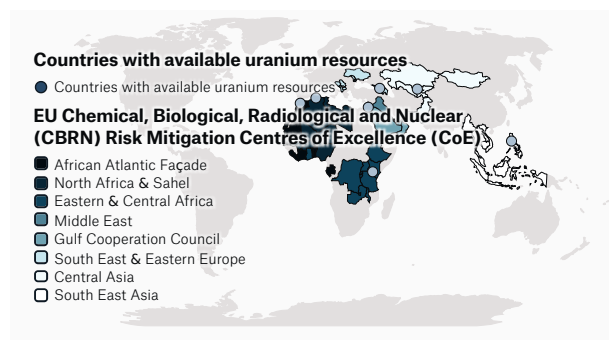 Countries with available uranium resources
Countries with available uranium resources
EU Chemical, Biological, Radiological and Nuclear
(CBRN) Risk Mitigation Centres of Excellence (CoE)
African Atlantic Façade
North Africa & Sahel
Eastern & Central Africa
Middle East
Gulf Cooperation Council
South East & Eastern Europe
Central Asia
South East Asia